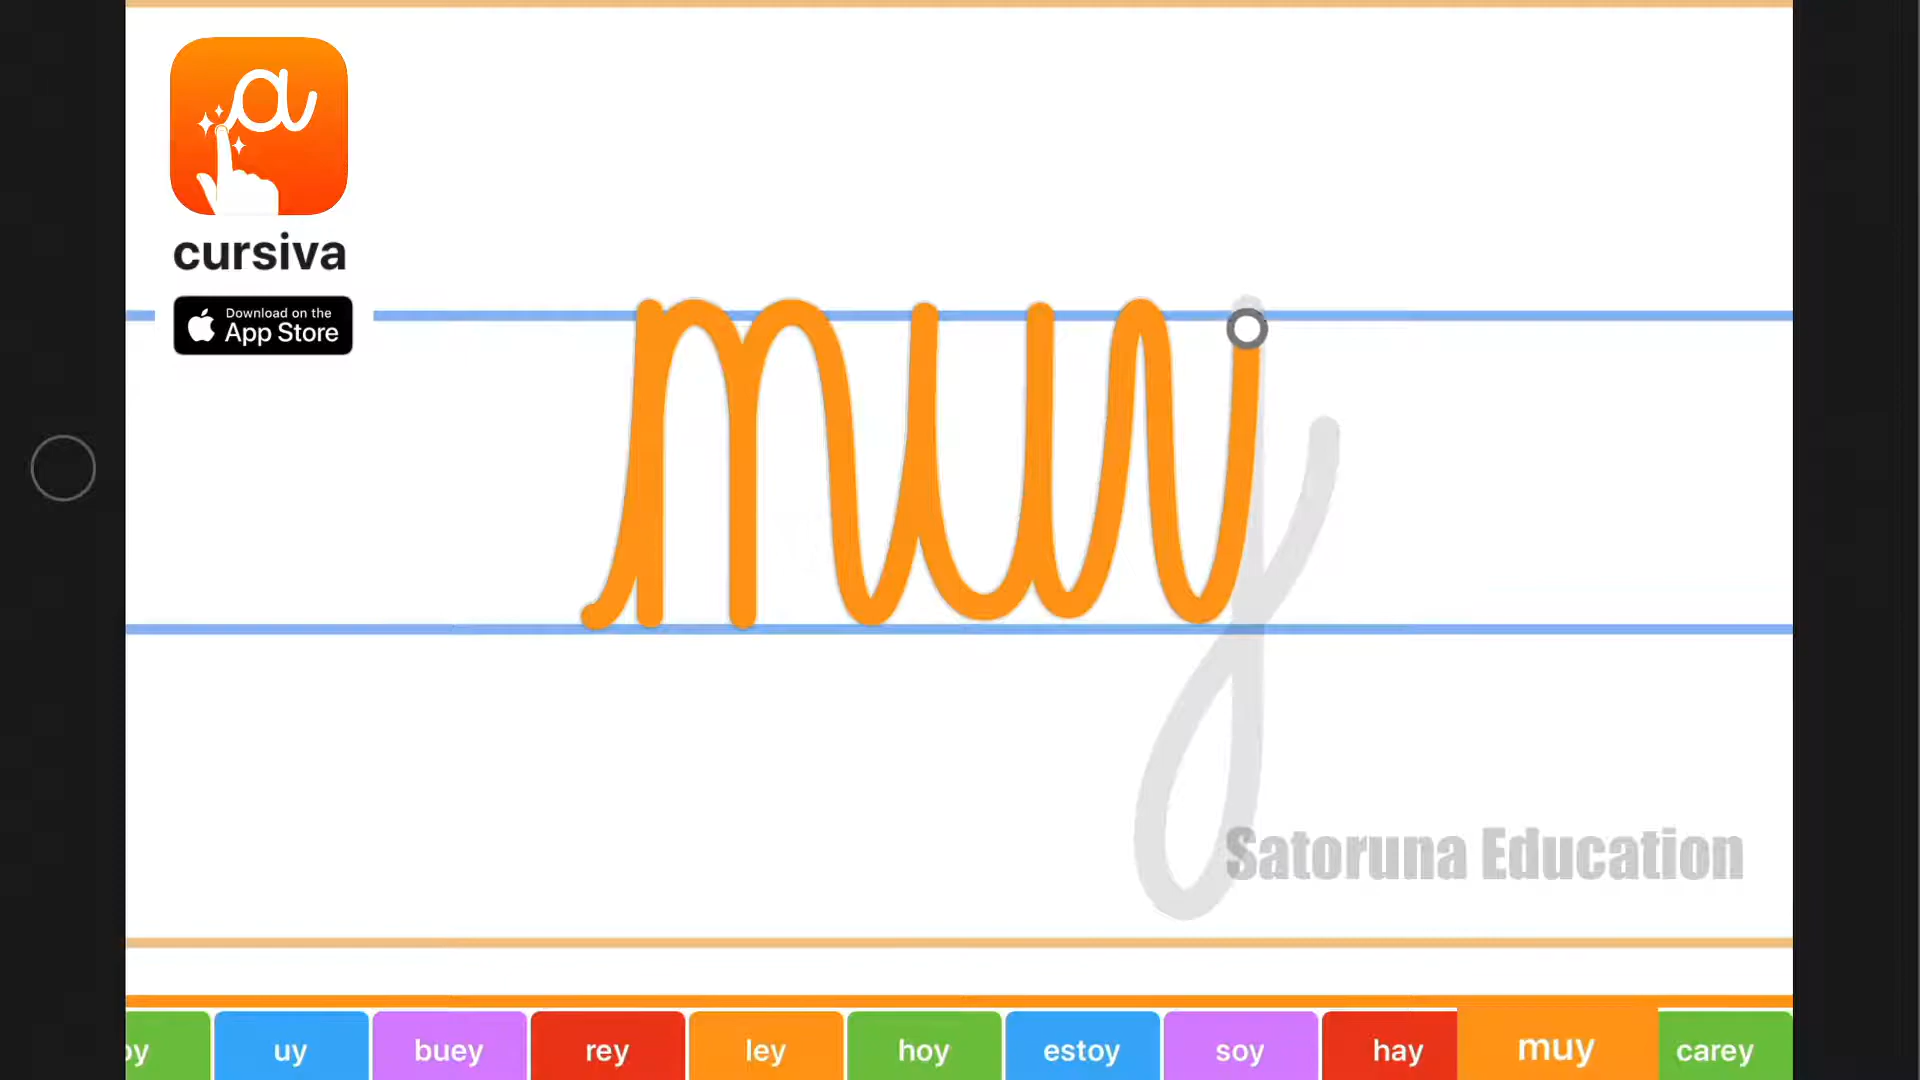 a
cursiva
Download on the
App Store
muy
Satoruna Education
uy buey rey ley hoy estoy soy hay muy carey